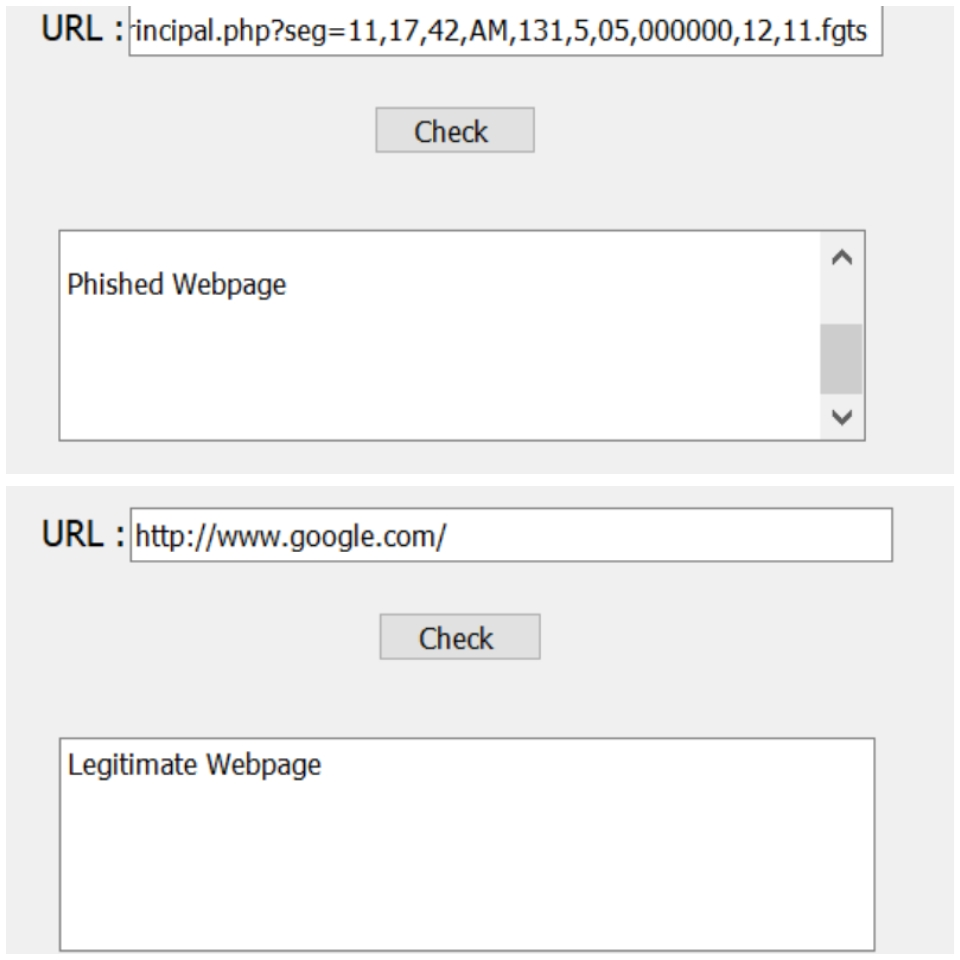 URL : rincipal.php?seg=11,17,42,AM,131,5,05,000000,12,11.fgts
Check
Phished Webpage
URL : http://www.google.com/
Check
Legitimate Webpage